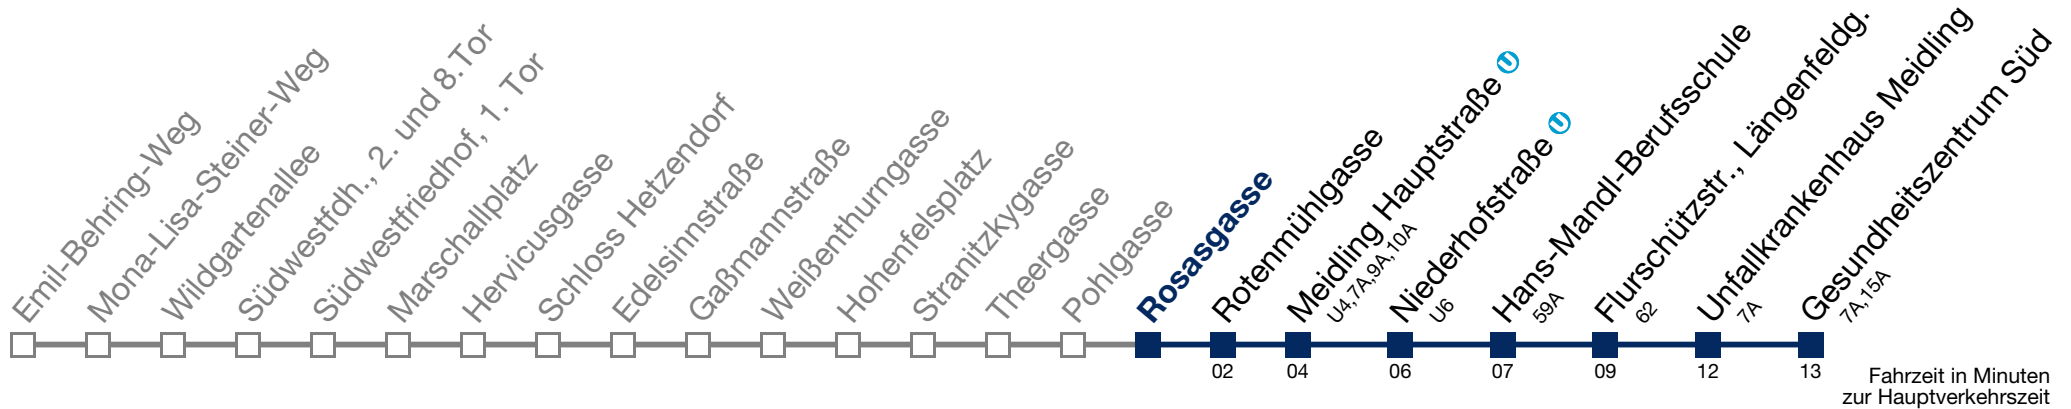 Emil-Behring-Weg
Mona-Lisa-Steiner-Weg
Wildgartenallee
Südwestfdh., 2. und 8.Tor
Südwestfriedhof, 1. Tor
Marschallplatz
Hervicusgasse
Schloss Hetzendorf
Edelsinnstraße
Gaßmannstraße
Weißenthurngasse
Hohenfelsplatz
Stranitzkygasse
Theergasse
Pohlgasse
Rosasgasse
Rotenmühlgasse
Meidling Hauptstraße U
U4,7A,9A,10A
Niederhofstraße U
U6
Hans-Mandl-Berufsschule
59A
Flurschützstr., Längenfeldg.
62
Unfallkrankenhaus Meidling
7A
Gesundheitszentrum Süd
7A,15A
02 04 06 07 09 12 13
Fahrzeit in Minuten
zur Hauptverkehrszeit